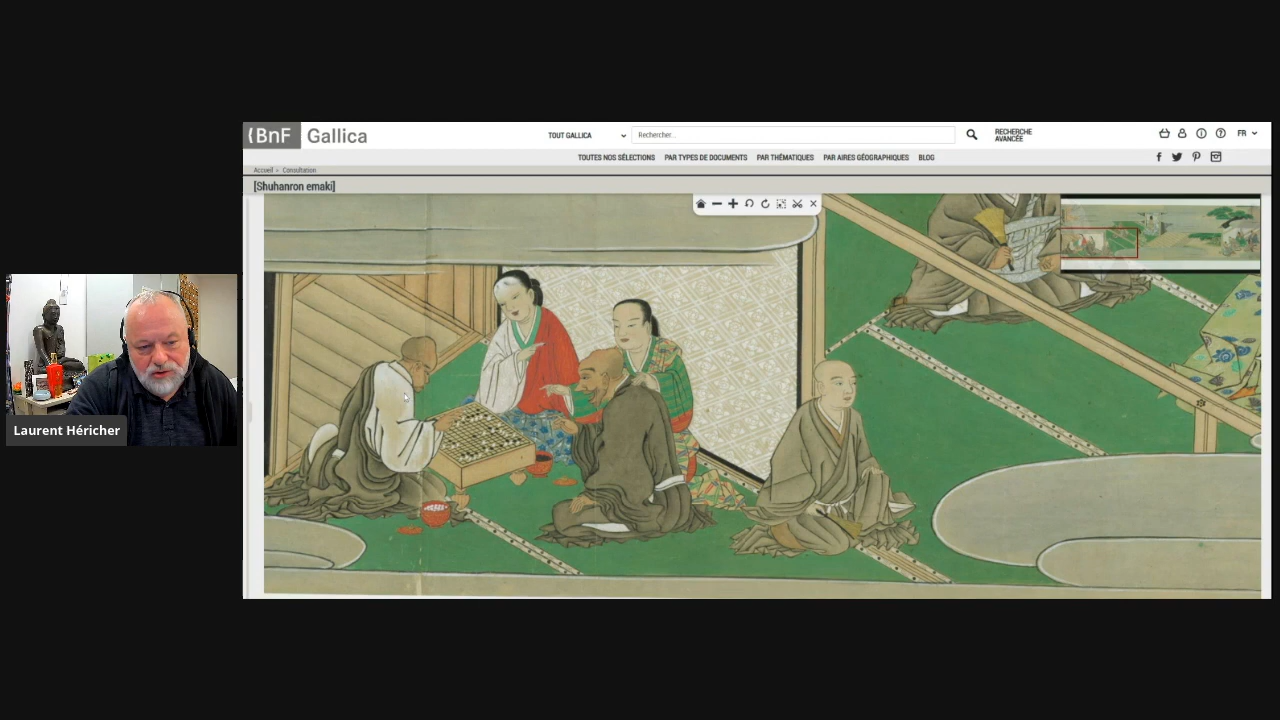 BnF Gallica
TOUT GALLICA
Rechercher...
RECHERCHE
AVANCÉE
FR
TOUTES NOS SÉLECTIONS PAR TYPES DE DOCUMENTS PAR THÉMATIQUES PAR AIRES GÉOGRAPHIQUES BLOG
Accueil > Consultation
[Shuhanron emaki]
Laurent Héricher